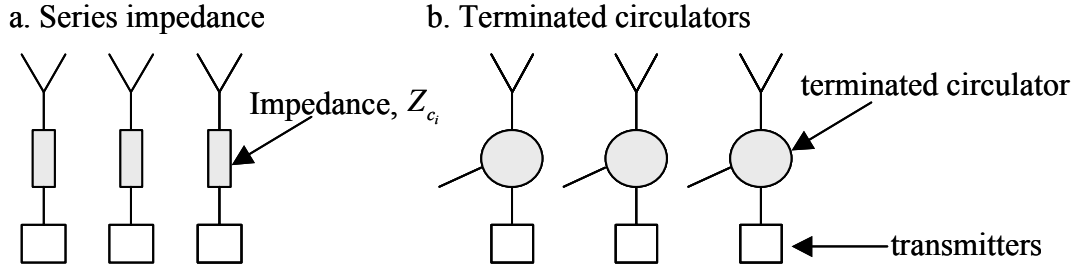 a. Series impedance
b. Terminated circulators
Impedance, Z_{c_i}
terminated circulator
transmitters